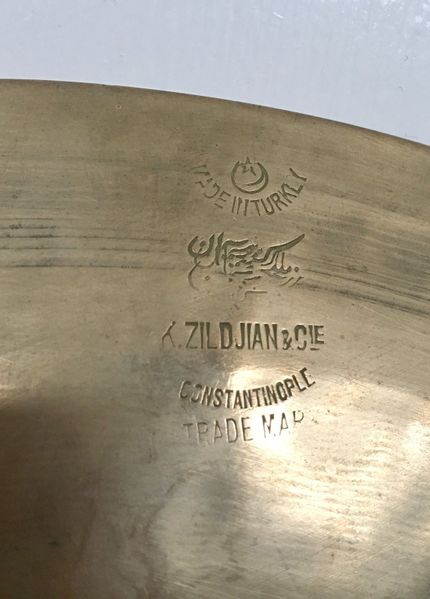 MADE IN TURKEY
K. ZILDJIAN & CIE
CONSTANTINOPLE
TRADE MAR